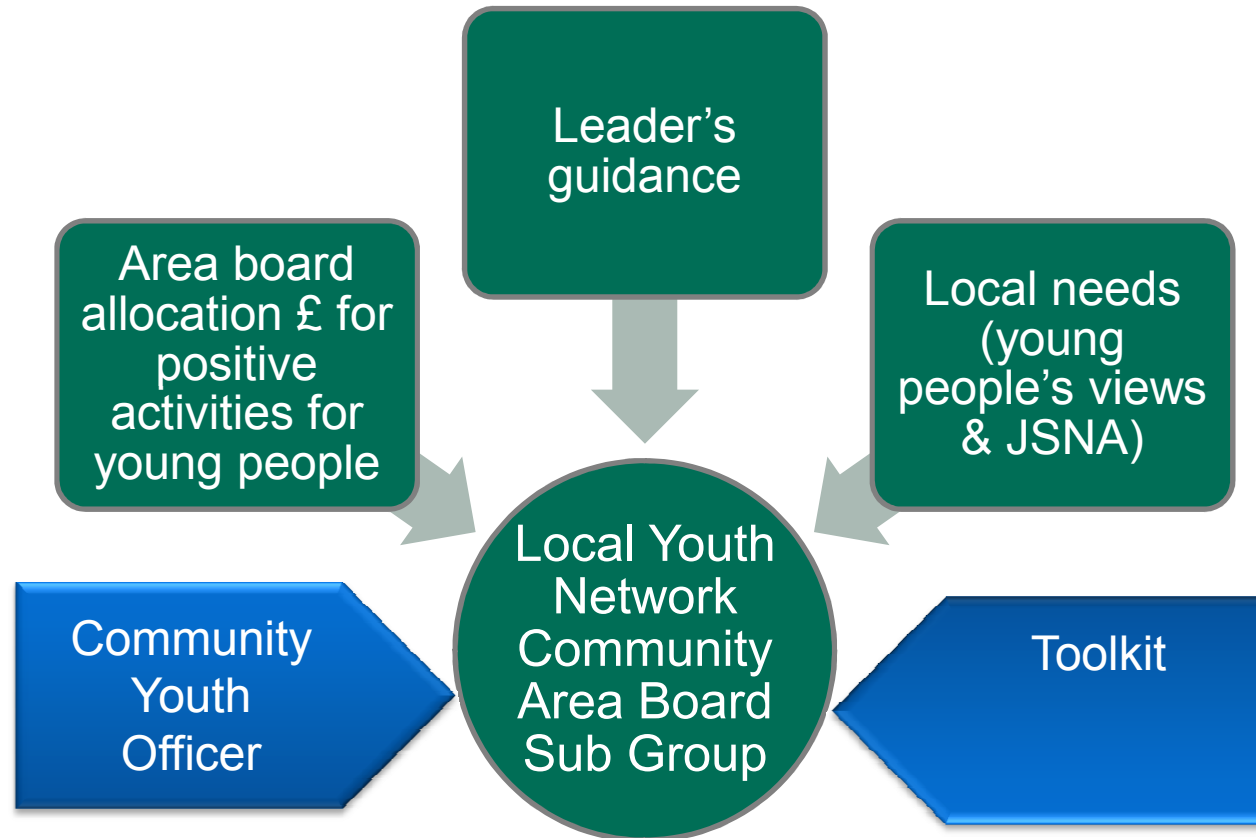 Leader’s
guidance
Area board
allocation £ for
positive
activities for
young people
Local needs
(young
people’s views
& JSNA)
Local Youth
Network
Community
Area Board
Sub Group
Community
Youth
Officer
Toolkit